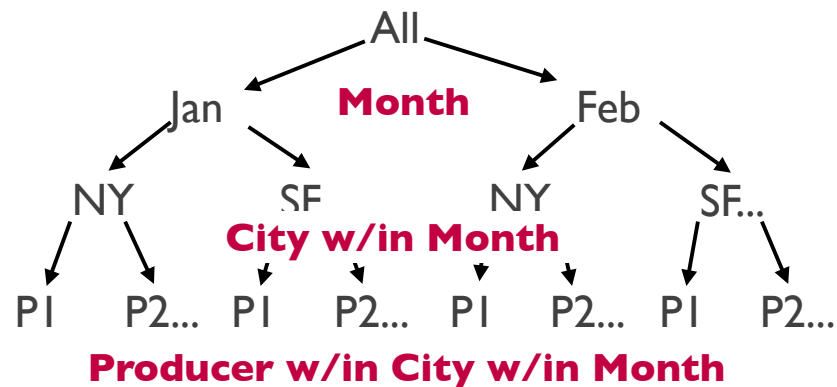 All
Jan Month Feb
NY SF NY SF...
City w/in Month
P1 P2... P1 P2... P1 P2... P1 P2...
Producer w/in City w/in Month